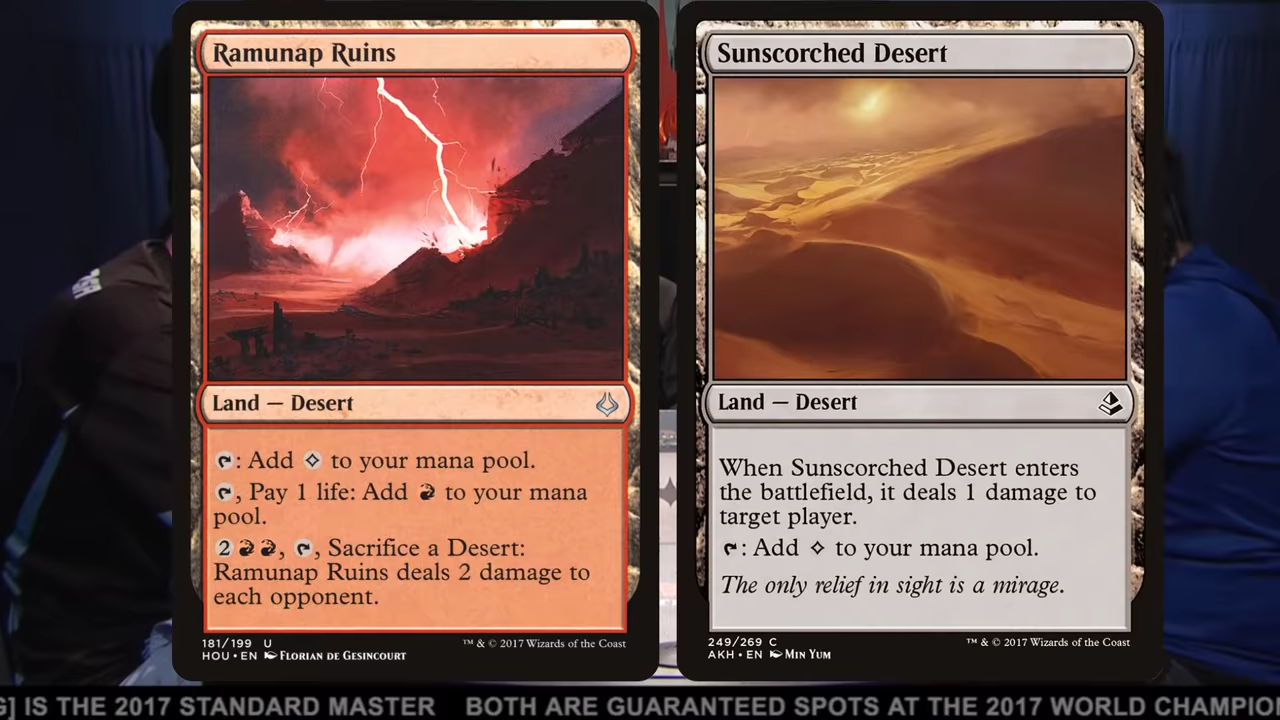 Ramunap Ruins
Land — Desert
: Add to your mana pool.
, Pay 1 life: Add to your mana
pool.
2 , , Sacrifice a Desert:
Ramunap Ruins deals 2 damage to
each opponent.
181/199 U
HOU • EN Florian de Gesincourt
™ & © 2017 Wizards of the Coast
Sunscorched Desert
Land — Desert
When Sunscorched Desert enters
the battlefield, it deals 1 damage to
target player.
: Add to your mana pool.
The only relief in sight is a mirage.
249/269 C
AKH • EN Min Yum
™ & © 2017 Wizards of the Coast
G] IS THE 2017 STANDARD MASTER BOTH ARE GUARANTEED SPOTS AT THE 2017 WORLD CHAMPIO